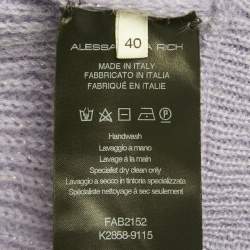 ALESSANDRA RICH
40
MADE IN ITALY
FABBRICATO IN ITALIA
FABRIQUÉ EN ITALIE
Handwash
Lavaggio a mano
Lavage à la main
Specialist dry clean only
Lavaggio a secco in tintoria specializzata
Spécialiste nettoyage à sec seulement
FAB2152
K2858-9115